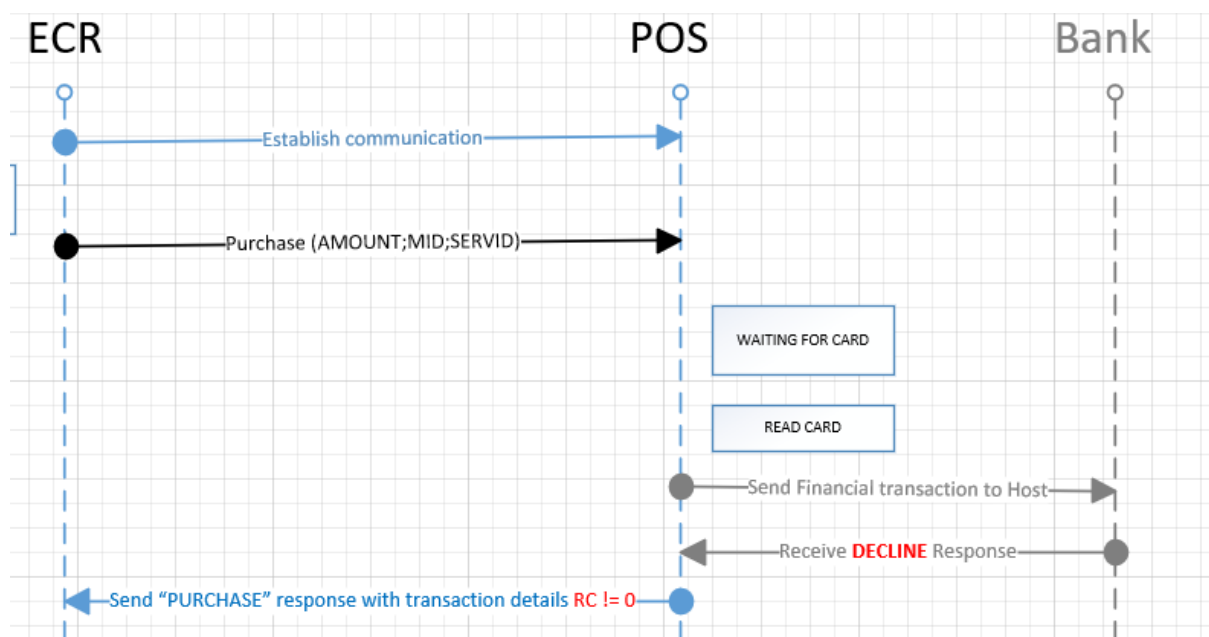 ECR POS Bank
Establish communication
Purchase (AMOUNT;MID;SERVID)
WAITING FOR CARD
READ CARD
Send Financial transaction to Host
Receive DECLINE Response
Send “PURCHASE” response with transaction details RC != 0